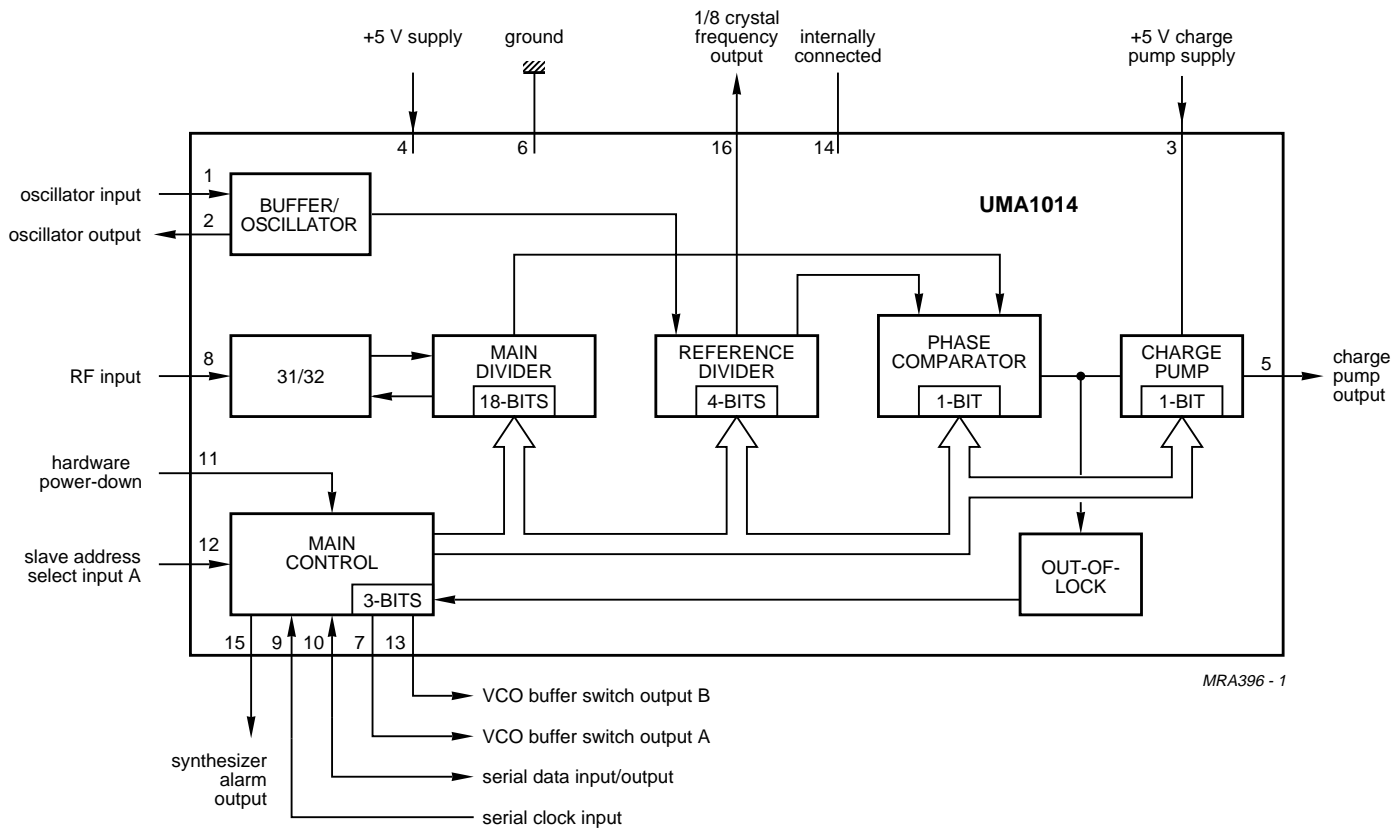 +5 V supply
ground
1/8 crystal
frequency
output
internally
connected
+5 V charge
pump supply
4
6
16
14
3
UMA1014
oscillator input
1
oscillator output
2
BUFFER/
OSCILLATOR
RF input
8
31/32
MAIN
DIVIDER
18-BITS
REFERENCE
DIVIDER
4-BITS
PHASE
COMPARATOR
1-BIT
CHARGE
PUMP
1-BIT
5
charge
pump
output
hardware
power-down
11
slave address
select input A
12
MAIN
CONTROL
3-BITS
OUT-OF-
LOCK
15
9
10
7
13
MRA396 - 1
VCO buffer switch output B
VCO buffer switch output A
synthesizer
alarm
output
serial data input/output
serial clock input